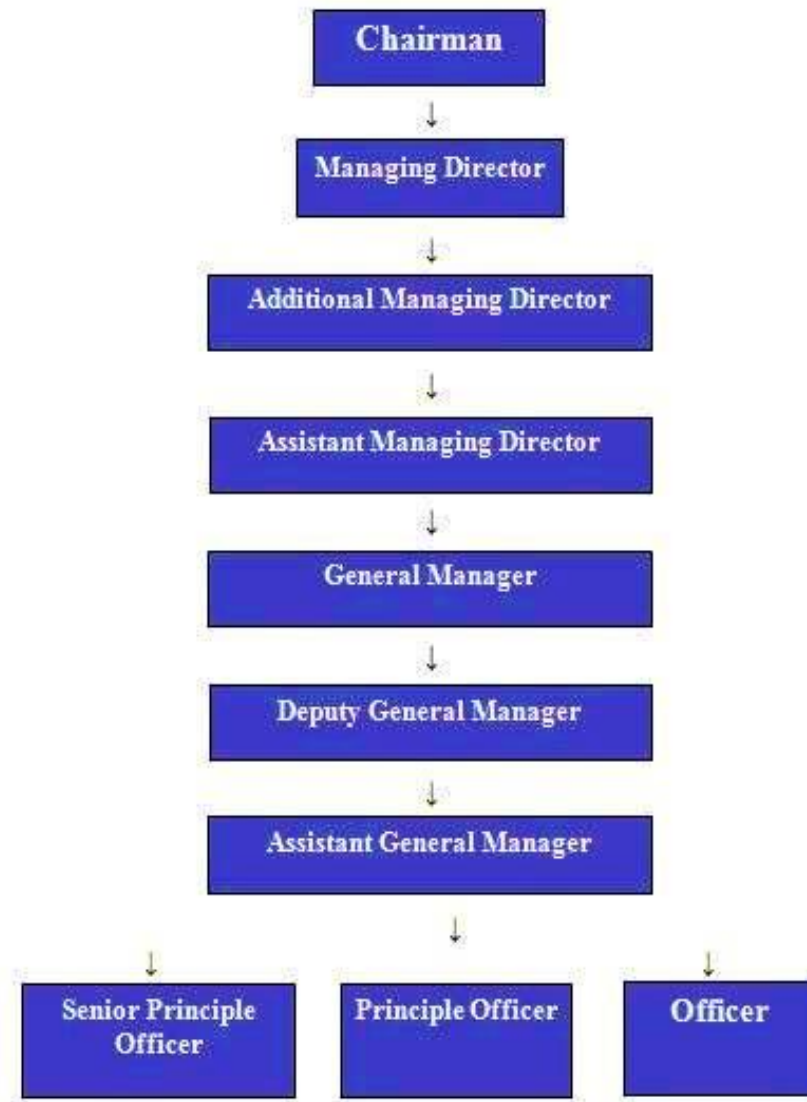 Chairman
↓
Managing Director
↓
Additional Managing Director
↓
Assistant Managing Director
↓
General Manager
↓
Deputy General Manager
↓
Assistant General Manager
↓ ↓ ↓
Senior Principle
Officer
Principle Officer
Officer